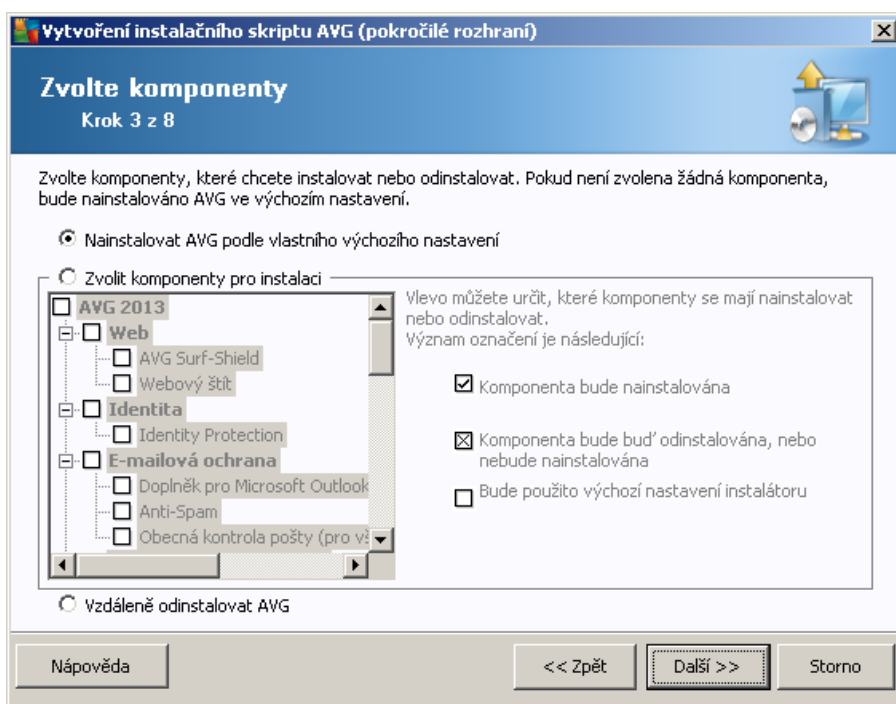 Vytvoření instalačního skriptu AVG (pokročilé rozhraní)
Zvolte komponenty
Krok 3 z 8
Zvolte komponenty, které chcete instalovat nebo odinstalovat. Pokud není zvolena žádná komponenta,
bude nainstalováno AVG ve výchozím nastavení.
Nainstalovat AVG podle vlastního výchozího nastavení
Zvolit komponenty pro instalaci
AVG 2013
Web
AVG Surf-Shield
Webový štít
Identita
Identity Protection
E-mailová ochrana
Doplněk pro Microsoft Outlook
Anti-Spam
Obecná kontrola pošty (pro vš
Vlevo můžete určit, které komponenty se mají nainstalovat
nebo odinstalovat.
Význam označení je následující:
Komponenta bude nainstalována
Komponenta bude buď odinstalována, nebo
nebude nainstalována
Bude použito výchozí nastavení instalátoru
Vzdáleně odinstalovat AVG
Nápověda
<< Zpět
Další >>
Storno